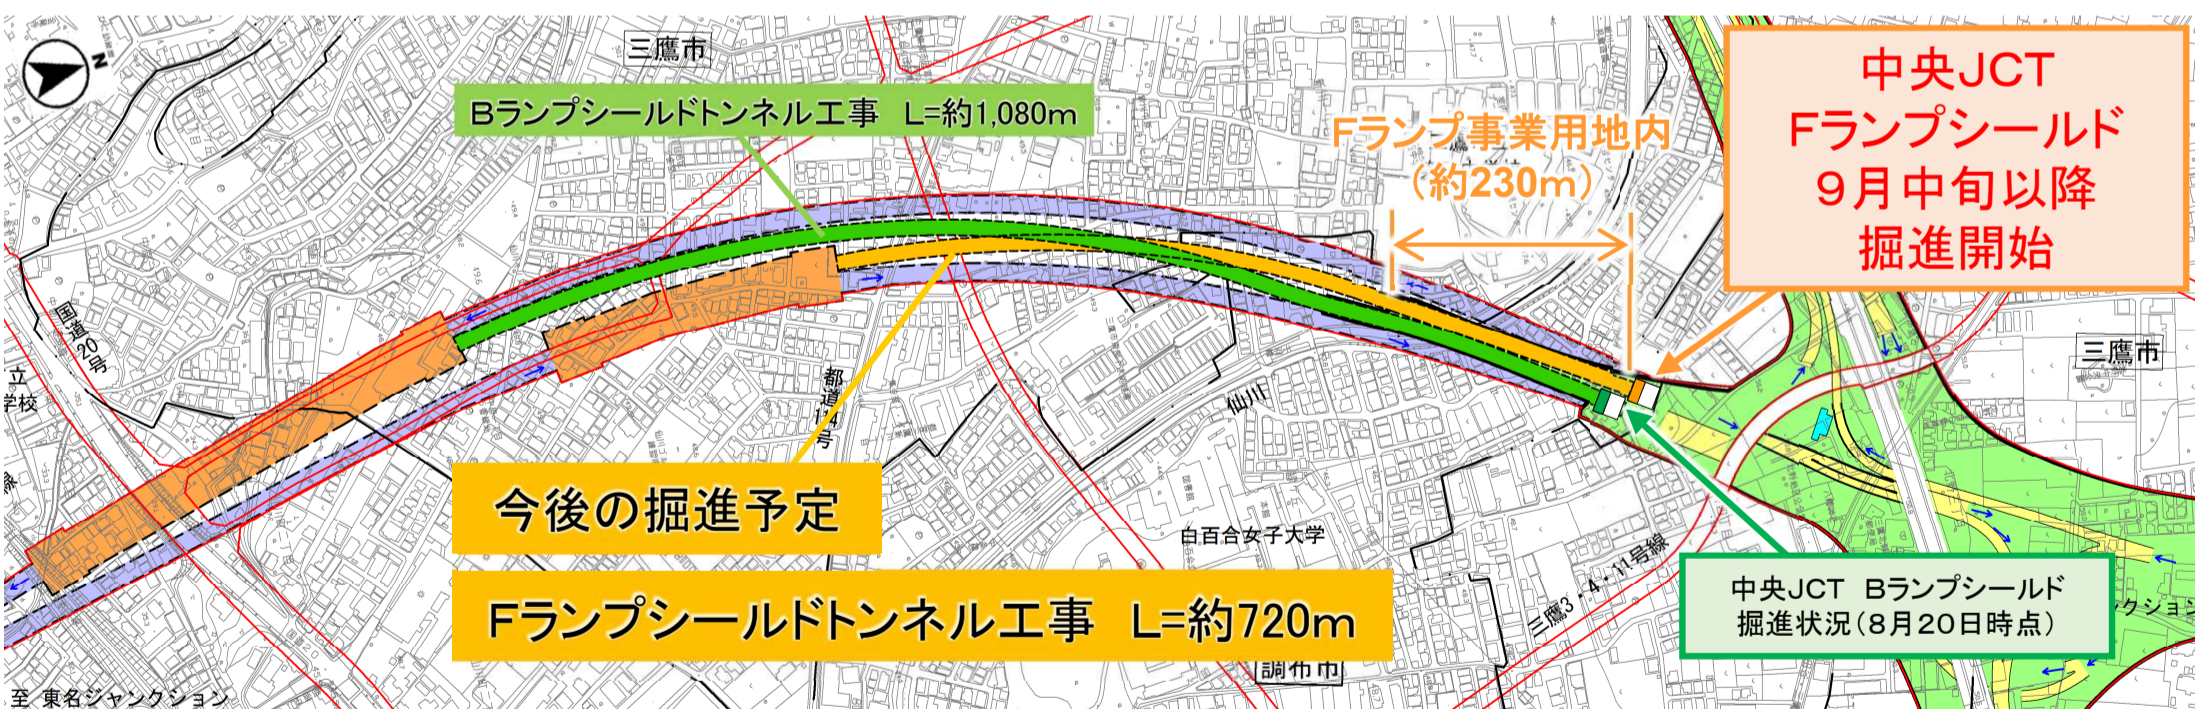 N
三鷹市
Bランプシールドトンネル工事 L=約1,080m
Fランプ事業用地内
(約230m)
中央JCT
Fランプシールド
9月中旬以降
掘進開始
国道20号
三鷹市
都道114号
仙川
今後の掘進予定
白百合女子大学
三鷹3・4・11号線
Fランプシールドトンネル工事 L=約720m
中央JCT Bランプシールド
掘進状況(8月20日時点)
クション
調布市
至 東名ジャンクション